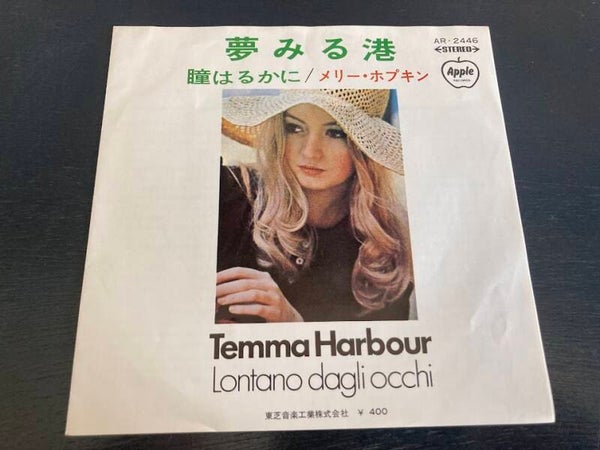 AR-2446
夢みる港
←STEREO→
瞳はるかに/メリー・ホプキン
Apple
Temma Harbour
Lontano dagli occhi
東芝音楽工業株式会社 ¥ 400